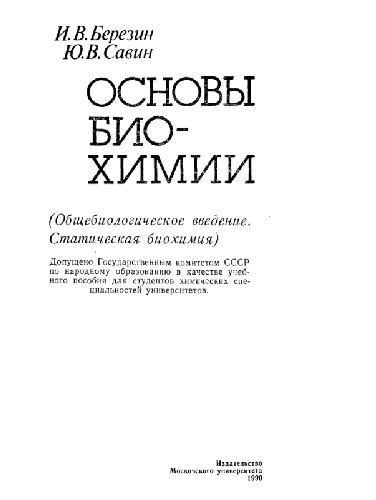 И. В. Березин
Ю. В. Савин
ОСНОВЫ
БИО-
ХИМИИ
(Общебиологическое введение.
Статическая биохимия)
Допущено Государственным комитетом СССР
по народному образованию в качестве учеб-
ного пособия для студентов химических спе-
циальностей университетов.
Издательство
Московского университета
1990